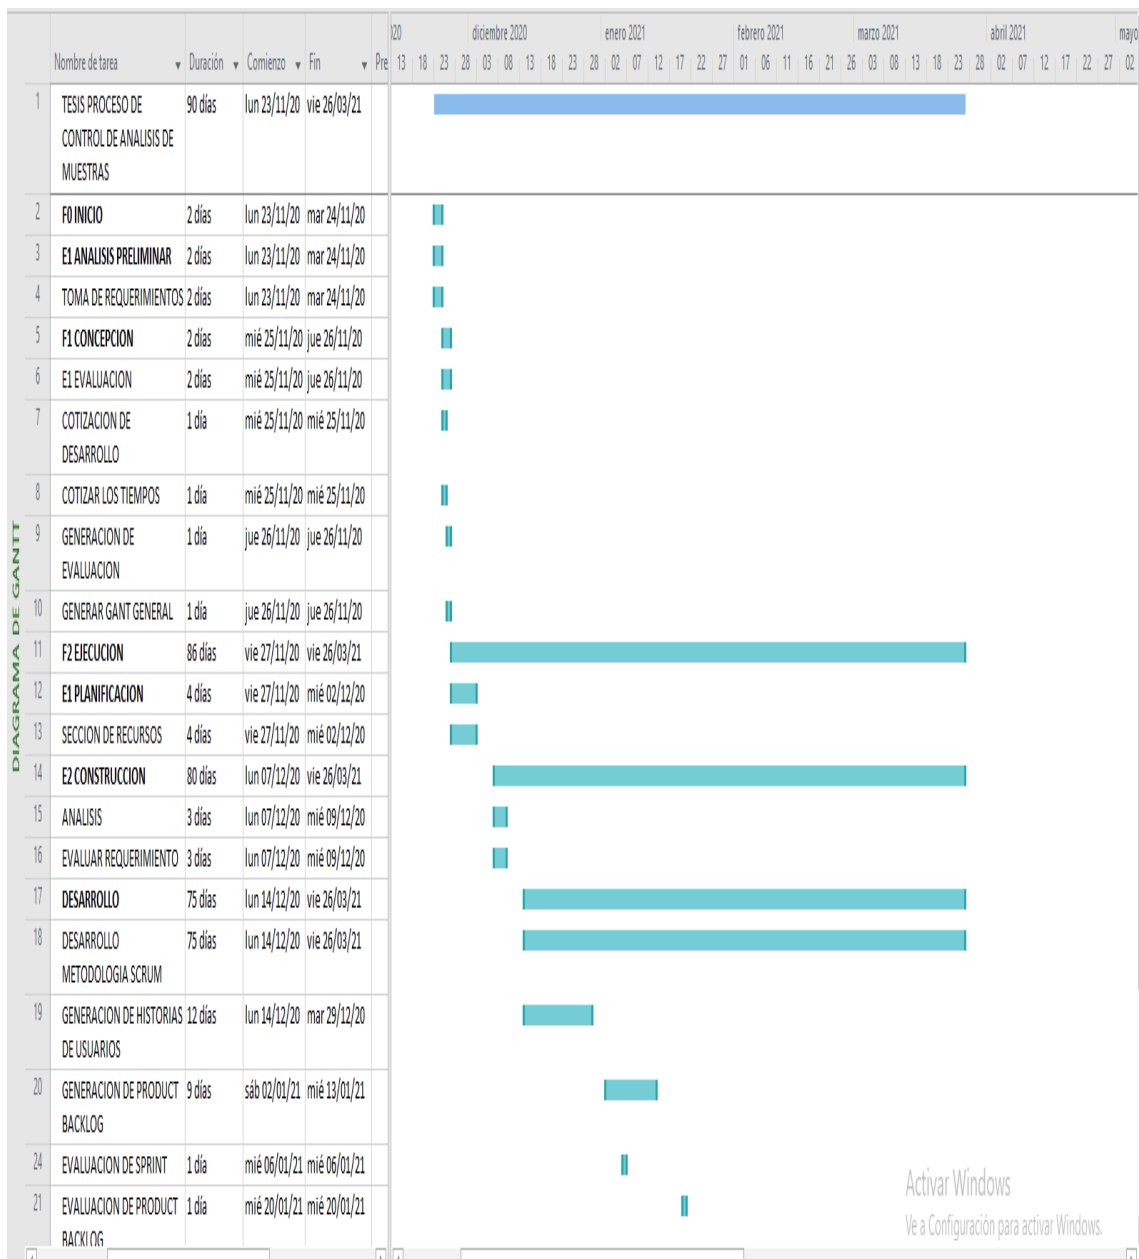 20 diciembre 2020 enero 2021 febrero 2021 marzo 2021 abril 2021 mayo
Nombre de tarea Duración Comienzo Fin Pre 13 18 23 28 03 08 13 18 23 28 02 07 12 17 22 27 01 06 11 16 21 26 03 08 13 18 23 28 02 07 12 17 22 27 02
DIAGRAMA DE GANTT
1 TESIS PROCESO DE 90 días lun 23/11/20 vie 26/03/21
CONTROL DE ANALISIS DE
MUESTRAS
2 F0 INICIO 2 días lun 23/11/20 mar 24/11/20
3 E1 ANALISIS PRELIMINAR 2 días lun 23/11/20 mar 24/11/20
4 TOMA DE REQUERIMIENTOS 2 días lun 23/11/20 mar 24/11/20
5 F1 CONCEPCION 2 días mié 25/11/20 jue 26/11/20
6 E1 EVALUACION 2 días mié 25/11/20 jue 26/11/20
7 COTIZACION DE 1 día mié 25/11/20 mié 25/11/20
DESARROLLO
8 COTIZAR LOS TIEMPOS 1 día mié 25/11/20 mié 25/11/20
9 GENERACION DE 1 día jue 26/11/20 jue 26/11/20
EVALUACION
10 GENERAR GANT GENERAL 1 día jue 26/11/20 jue 26/11/20
11 F2 EJECUCION 86 días vie 27/11/20 vie 26/03/21
12 E1 PLANIFICACION 4 días vie 27/11/20 mié 02/12/20
13 SECCION DE RECURSOS 4 días vie 27/11/20 mié 02/12/20
14 E2 CONSTRUCCION 80 días lun 07/12/20 vie 26/03/21
15 ANALISIS 3 días lun 07/12/20 mié 09/12/20
16 EVALUAR REQUERIMIENTO 3 días lun 07/12/20 mié 09/12/20
17 DESARROLLO 75 días lun 14/12/20 vie 26/03/21
18 DESARROLLO 75 días lun 14/12/20 vie 26/03/21
METODOLOGIA SCRUM
19 GENERACION DE HISTORIAS 12 días lun 14/12/20 mar 29/12/20
DE USUARIOS
20 GENERACION DE PRODUCT 9 días sáb 02/01/21 mié 13/01/21
BACKLOG
24 EVALUACION DE SPRINT 1 día mié 06/01/21 mié 06/01/21
21 EVALUACION DE PRODUCT 1 día mié 20/01/21 mié 20/01/21
BACKLOG
Activar Windows
Ve a Configuración para activar Windows.